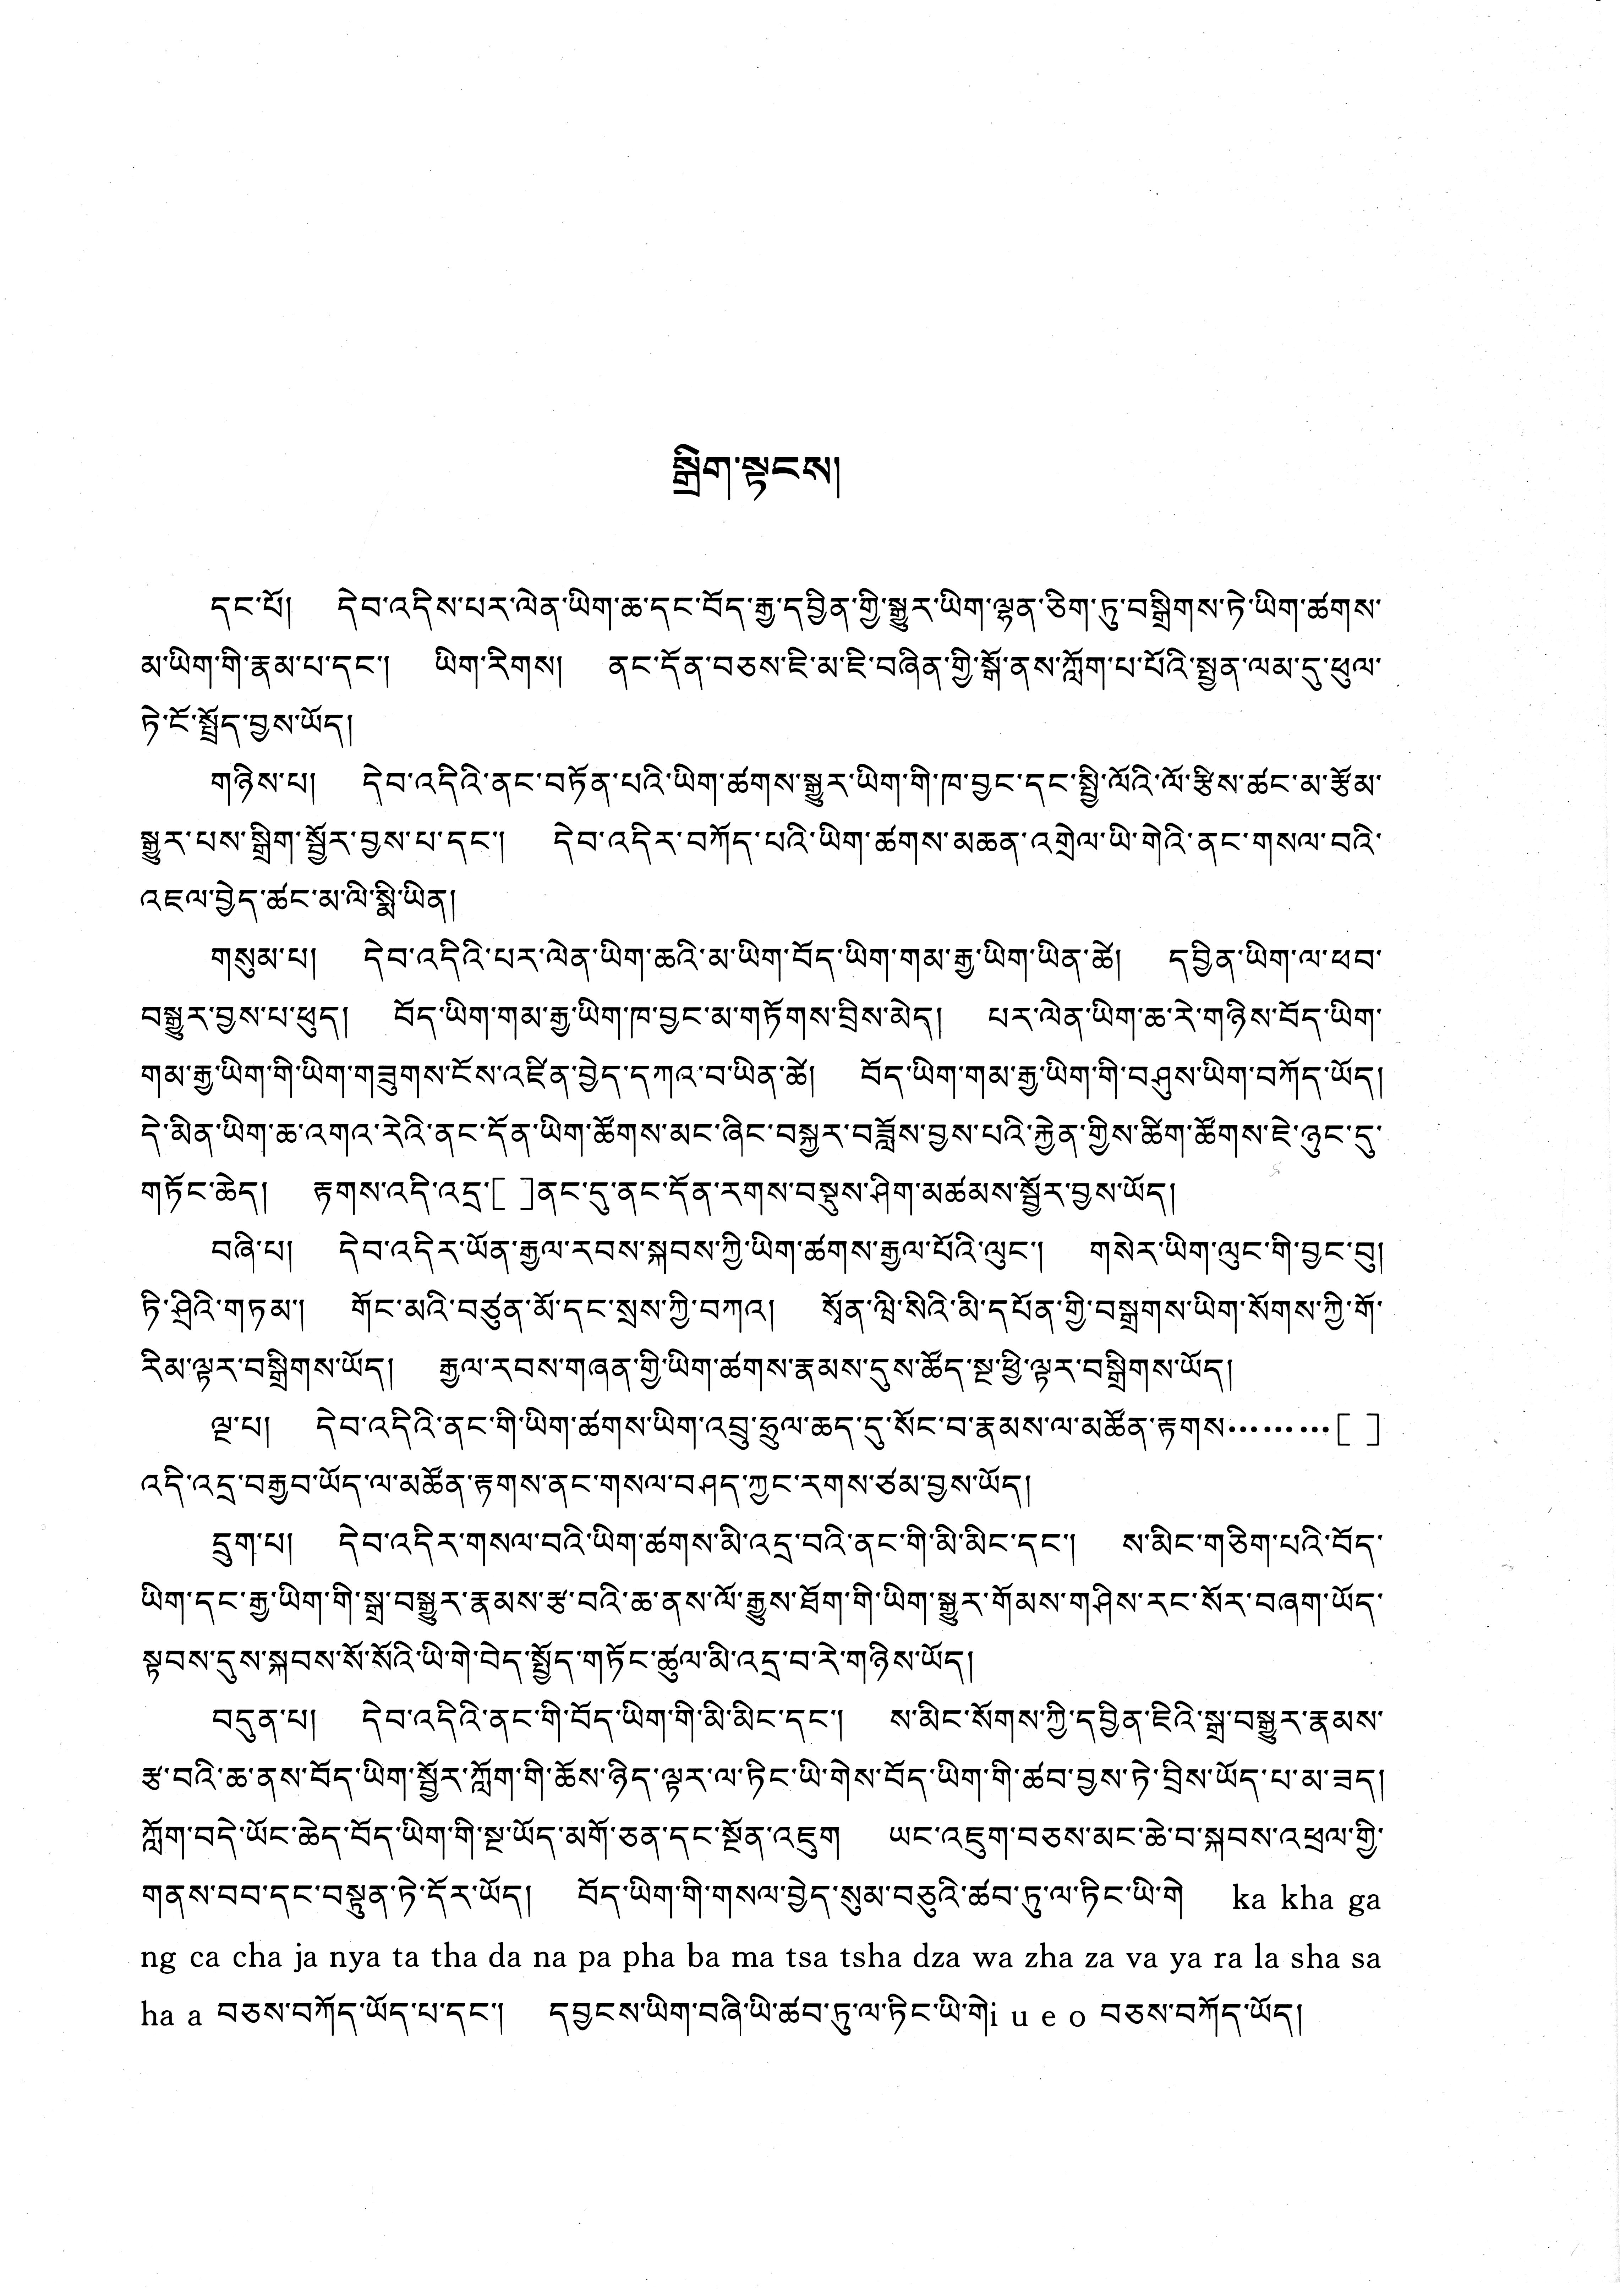 སྒྲིག་སྟངས།
དང་པོ།  དེབ་འདིས་པར་ལེན་ཡིག་ཆ་དང་བོད་རྒྱ་དབྱིན་གྱི་སྒྱུར་ཡིག་ལྷན་ཅིག་ཏུ་བསྒྲིགས་ཏེ་ཡིག་ཚགས་
མ་ཡིག་གི་རྣམ་པ་དང་།  ཡིག་རིགས།  ནང་དོན་བཅས་ཇི་མ་ཇི་བཞིན་གྱི་སྒོ་ནས་ཀློག་པ་པོའི་སྤྱན་ལམ་དུ་ཕུལ་
ཏེ་ངོ་སྤྲོད་བྱས་ཡོད།
གཉིས་པ།  དེབ་འདིའི་ནང་བཏོན་པའི་ཡིག་ཚགས་སྒྱུར་ཡིག་གི་ཁ་བྱང་དང་སྤྱི་ལོའི་ལོ་རྩིས་ཚང་མ་རྩོམ་
སྒྱུར་པས་སྒྲིག་སྦྱོར་བྱས་པ་དང་།  དེབ་འདིར་བཀོད་པའི་ཡིག་ཚགས་མཆན་འགྲེལ་ཡི་གེའི་ནང་གསལ་བའི་
འཇལ་བྱེད་ཚང་མ་ལི་སྨི་ཡིན།
གསུམ་པ།  དེབ་འདིའི་པར་ལེན་ཡིག་ཆའི་མ་ཡིག་བོད་ཡིག་གམ་རྒྱ་ཡིག་ཡིན་ཚེ།  དབྱིན་ཡིག་ལ་ཕབ་
བསྒྱུར་བྱས་པ་ཕུད།  བོད་ཡིག་གམ་རྒྱ་ཡིག་ཁ་བྱང་མ་གཏོགས་བྲིས་མེད།  པར་ལེན་ཡིག་ཆ་རེ་གཉིས་བོད་ཡིག་
གམ་རྒྱ་ཡིག་གི་ཡིག་གཟུགས་ངོས་འཛིན་བྱེད་དཀའ་བ་ཡིན་ཚེ།  བོད་ཡིག་གམ་རྒྱ་ཡིག་གི་བཤུས་ཡིག་བཀོད་ཡོད།
དེ་མིན་ཡིག་ཆ་འགའ་རེའི་ནང་དོན་ཡིག་ཚོགས་མང་ཞིང་བསྐྱར་བཟློས་བྱས་པའི་རྐྱེན་གྱིས་ཚིག་ཚོགས་ཇེ་ཉུང་དུ་
གཏོང་ཆེད།  རྟགས་འདི་འདྲ་[ ]ནང་དུ་ནང་དོན་རགས་བསྡུས་ཤིག་མཚམས་སྦྱོར་བྱས་ཡོད།
བཞི་པ།  དེབ་འདིར་ཡོན་རྒྱལ་རབས་སྐབས་ཀྱི་ཡིག་ཚགས་རྒྱལ་པོའི་ལུང་།  གསེར་ཡིག་ལུང་གི་བྱང་བུ།
ཏི་ཤྲིའི་གཏམ།  གོང་མའི་བཙུན་མོ་དང་སྲས་ཀྱི་བཀའ།  སྭོན་ཝི་སིའི་མི་དཔོན་གྱི་བསྒྲགས་ཡིག་སོགས་ཀྱི་གོ་
རིམ་ལྟར་བསྒྲིགས་ཡོད།  རྒྱལ་རབས་གཞན་གྱི་ཡིག་ཚགས་རྣམས་དུས་ཚོད་སྔ་ཕྱི་ལྟར་བསྒྲིགས་ཡོད།
ལྔ་པ།  དེབ་འདིའི་ནང་གི་ཡིག་ཚགས་ཡིག་འབྲུ་ཧྲུལ་ཆད་དུ་སོང་བ་རྣམས་ལ་མཚོན་རྟགས·········[ ]
འདི་འདྲ་བརྒྱབ་ཡོད་ལ་མཚོན་རྟགས་ནང་གསལ་བཤད་ཀྱང་རགས་ཙམ་བྱས་ཡོད།
དྲུག་པ།  དེབ་འདིར་གསལ་བའི་ཡིག་ཚགས་མི་འདྲ་བའི་ནང་གི་མི་མིང་དང་།  ས་མིང་གཅིག་པའི་བོད་
ཡིག་དང་རྒྱ་ཡིག་གི་སྒྲ་བསྒྱུར་རྣམས་རྩ་བའི་ཆ་ནས་ལོ་རྒྱུས་ཐོག་གི་ཡིག་སྒྱུར་གོམས་གཤིས་རང་སོར་བཞག་ཡོད་
སྟབས་དུས་སྐབས་སོ་སོའི་ཡི་གེ་བེད་སྤྱོད་གཏོང་ཚུལ་མི་འདྲ་བ་རེ་གཉིས་ཡོད།
བདུན་པ།  དེབ་འདིའི་ནང་གི་བོད་ཡིག་གི་མི་མིང་དང་།  ས་མིང་སོགས་ཀྱི་དབྱིན་ཇིའི་སྒྲ་བསྒྱུར་རྣམས་
རྩ་བའི་ཆ་ནས་བོད་ཡིག་སྦྱོར་ཀློག་གི་ཆོས་ཉིད་ལྟར་ལ་ཏིང་ཡི་གེས་བོད་ཡིག་གི་ཚབ་བྱས་ཏེ་བྲིས་ཡོད་པ་མ་ཟད།
ཀློག་བདེ་ཡོང་ཆེད་བོད་ཡིག་གི་སྔ་ཡོད་མགོ་ཅན་དང་སྔོན་འཇུག  ཡང་འཇུག་བཅས་མང་ཆེ་བ་སྐབས་འཕྲལ་གྱི་
གནས་བབ་དང་བསྟུན་ཏེ་དོར་ཡོད།  བོད་ཡིག་གི་གསལ་བྱེད་སུམ་བཅུའི་ཚབ་ཏུ་ལ་ཏིང་ཡི་གེ  ka kha ga
ng ca cha ja nya ta tha da na pa pha ba ma tsa tsha dza wa zha za va ya ra la sha sa
ha a བཅས་བཀོད་ཡོད་པ་དང་།  དབྱངས་ཡིག་བཞི་ཡི་ཚབ་ཏུ་ལ་ཏིང་ཡི་གེi u e o བཅས་བཀོད་ཡོད།